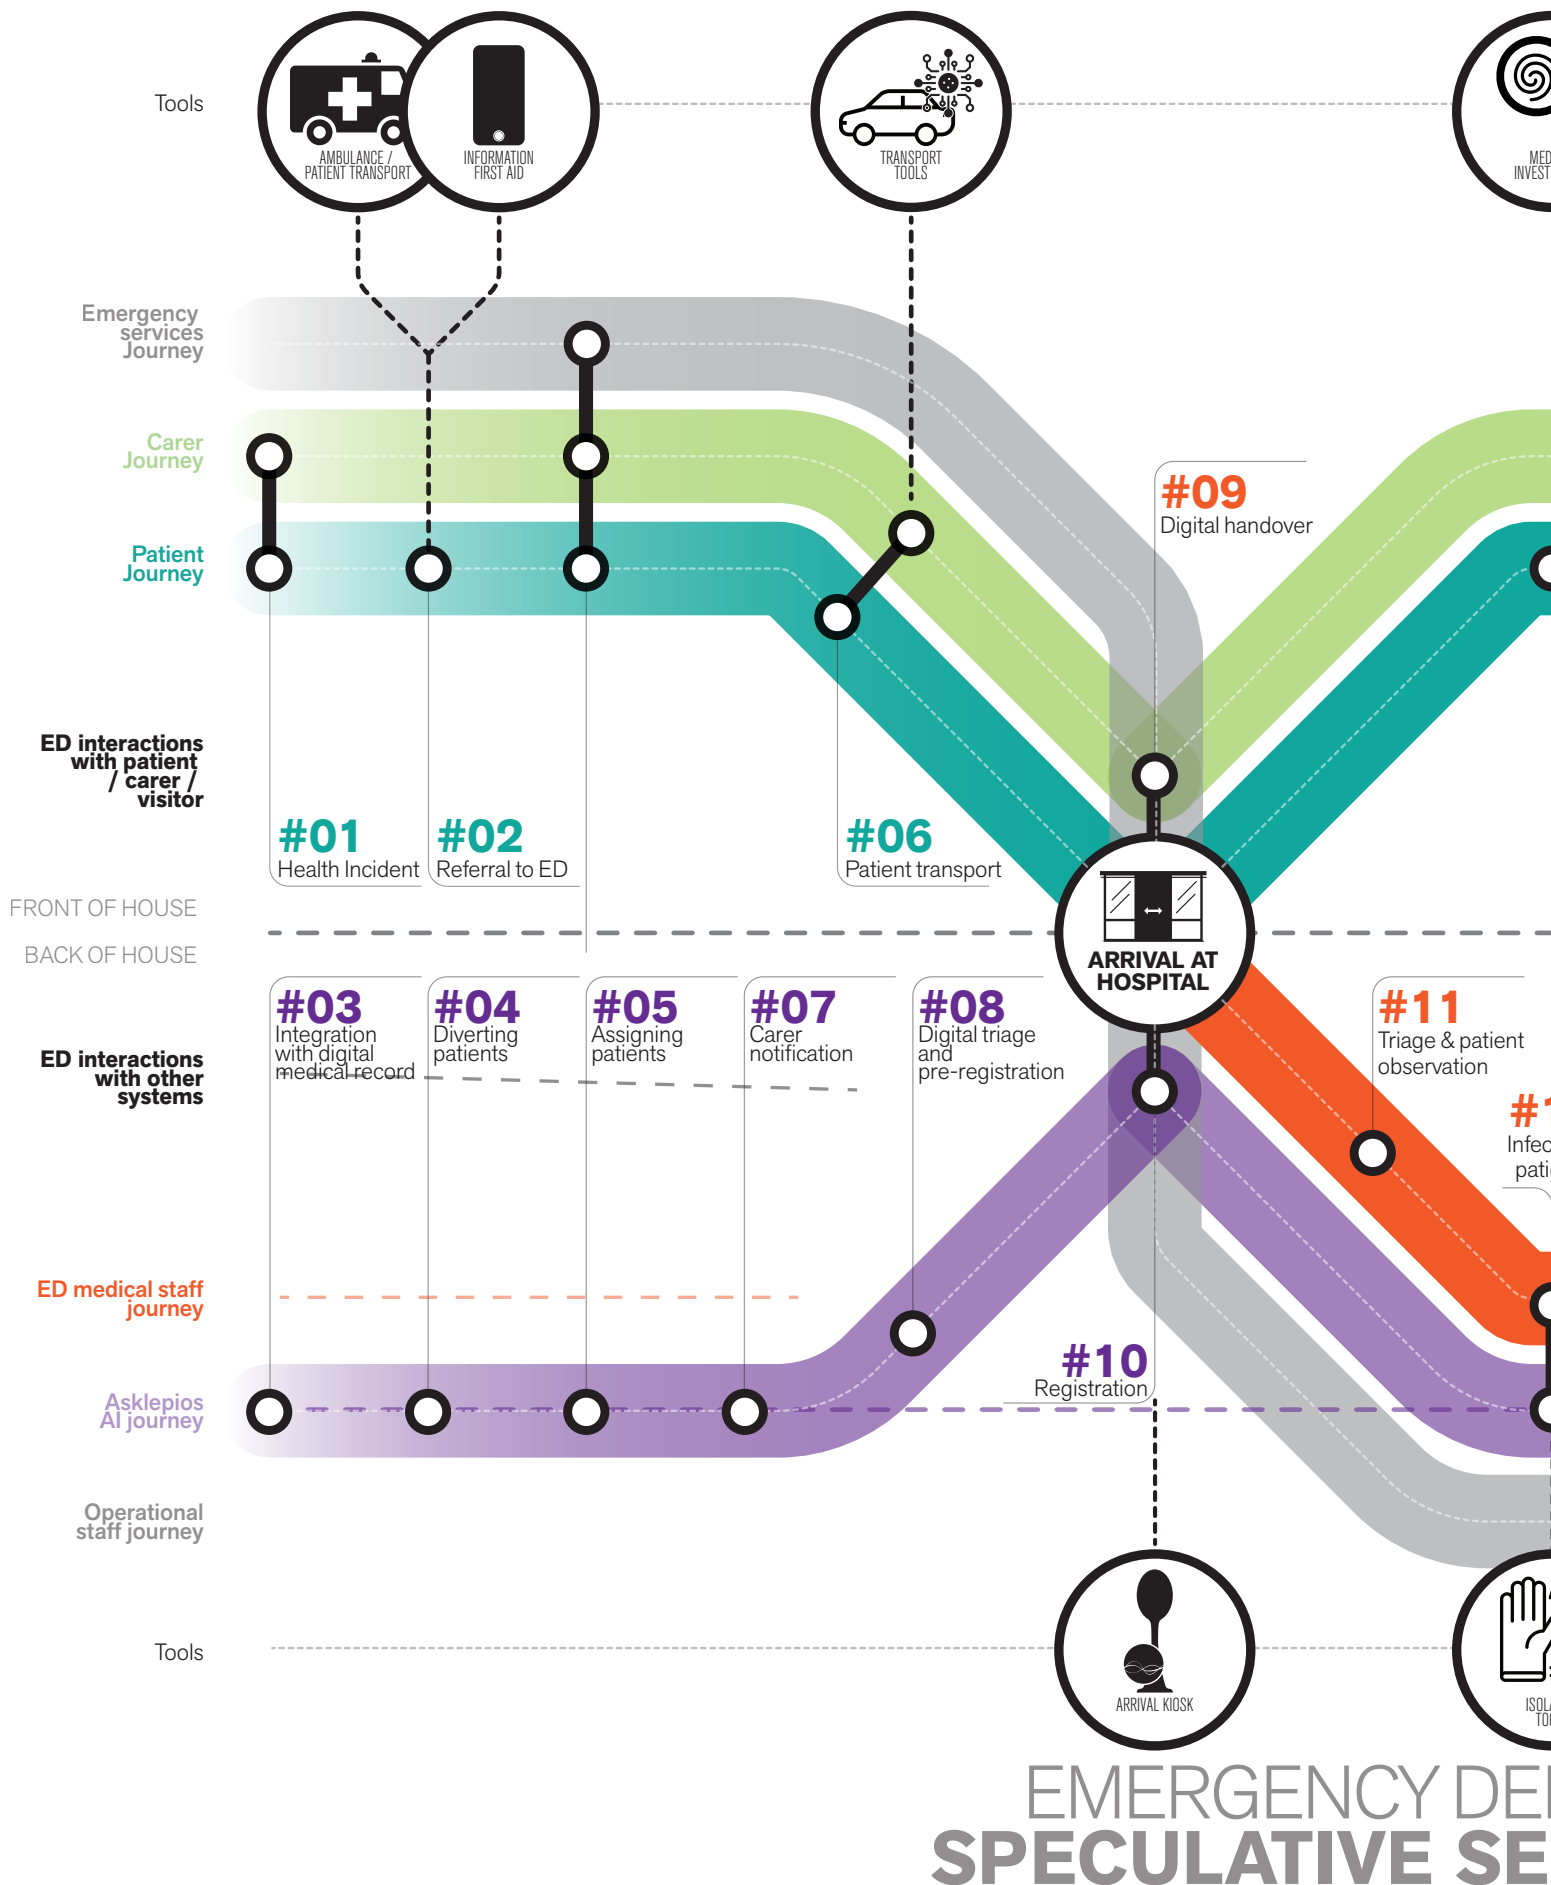 Tools
AMBULANCE /
PATIENT TRANSPORT
INFORMATION
FIRST AID
TRANSPORT
TOOLS
Emergency
services
Journey
Carer
Journey
Patient
Journey
#09
Digital handover
ED interactions
with patient
/ carer /
visitor
#01
Health Incident
#02
Referral to ED
#06
Patient transport
FRONT OF HOUSE
BACK OF HOUSE
ARRIVAL AT
HOSPITAL
ED interactions
with other
systems
#03
Integration
with digital
medical record
#04
Diverting
patients
#05
Assigning
patients
#07
Carer
notification
#08
Digital triage
and
pre-registration
#11
Triage & patient
observation
ED medical staff
journey
#10
Registration
Asklepios
AI journey
Operational
staff journey
Tools
ARRIVAL KIOSK
EMERGENCY
SPECULATIVE